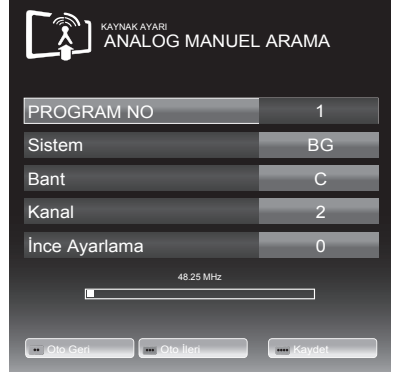 KAYNAK AYARI
ANALOG MANUEL ARAMA
PROGRAM NO 1
Sistem BG
Bant C
Kanal 2
İnce Ayarlama 0
48.25 MHz
Oto Geri Oto İleri Kaydet